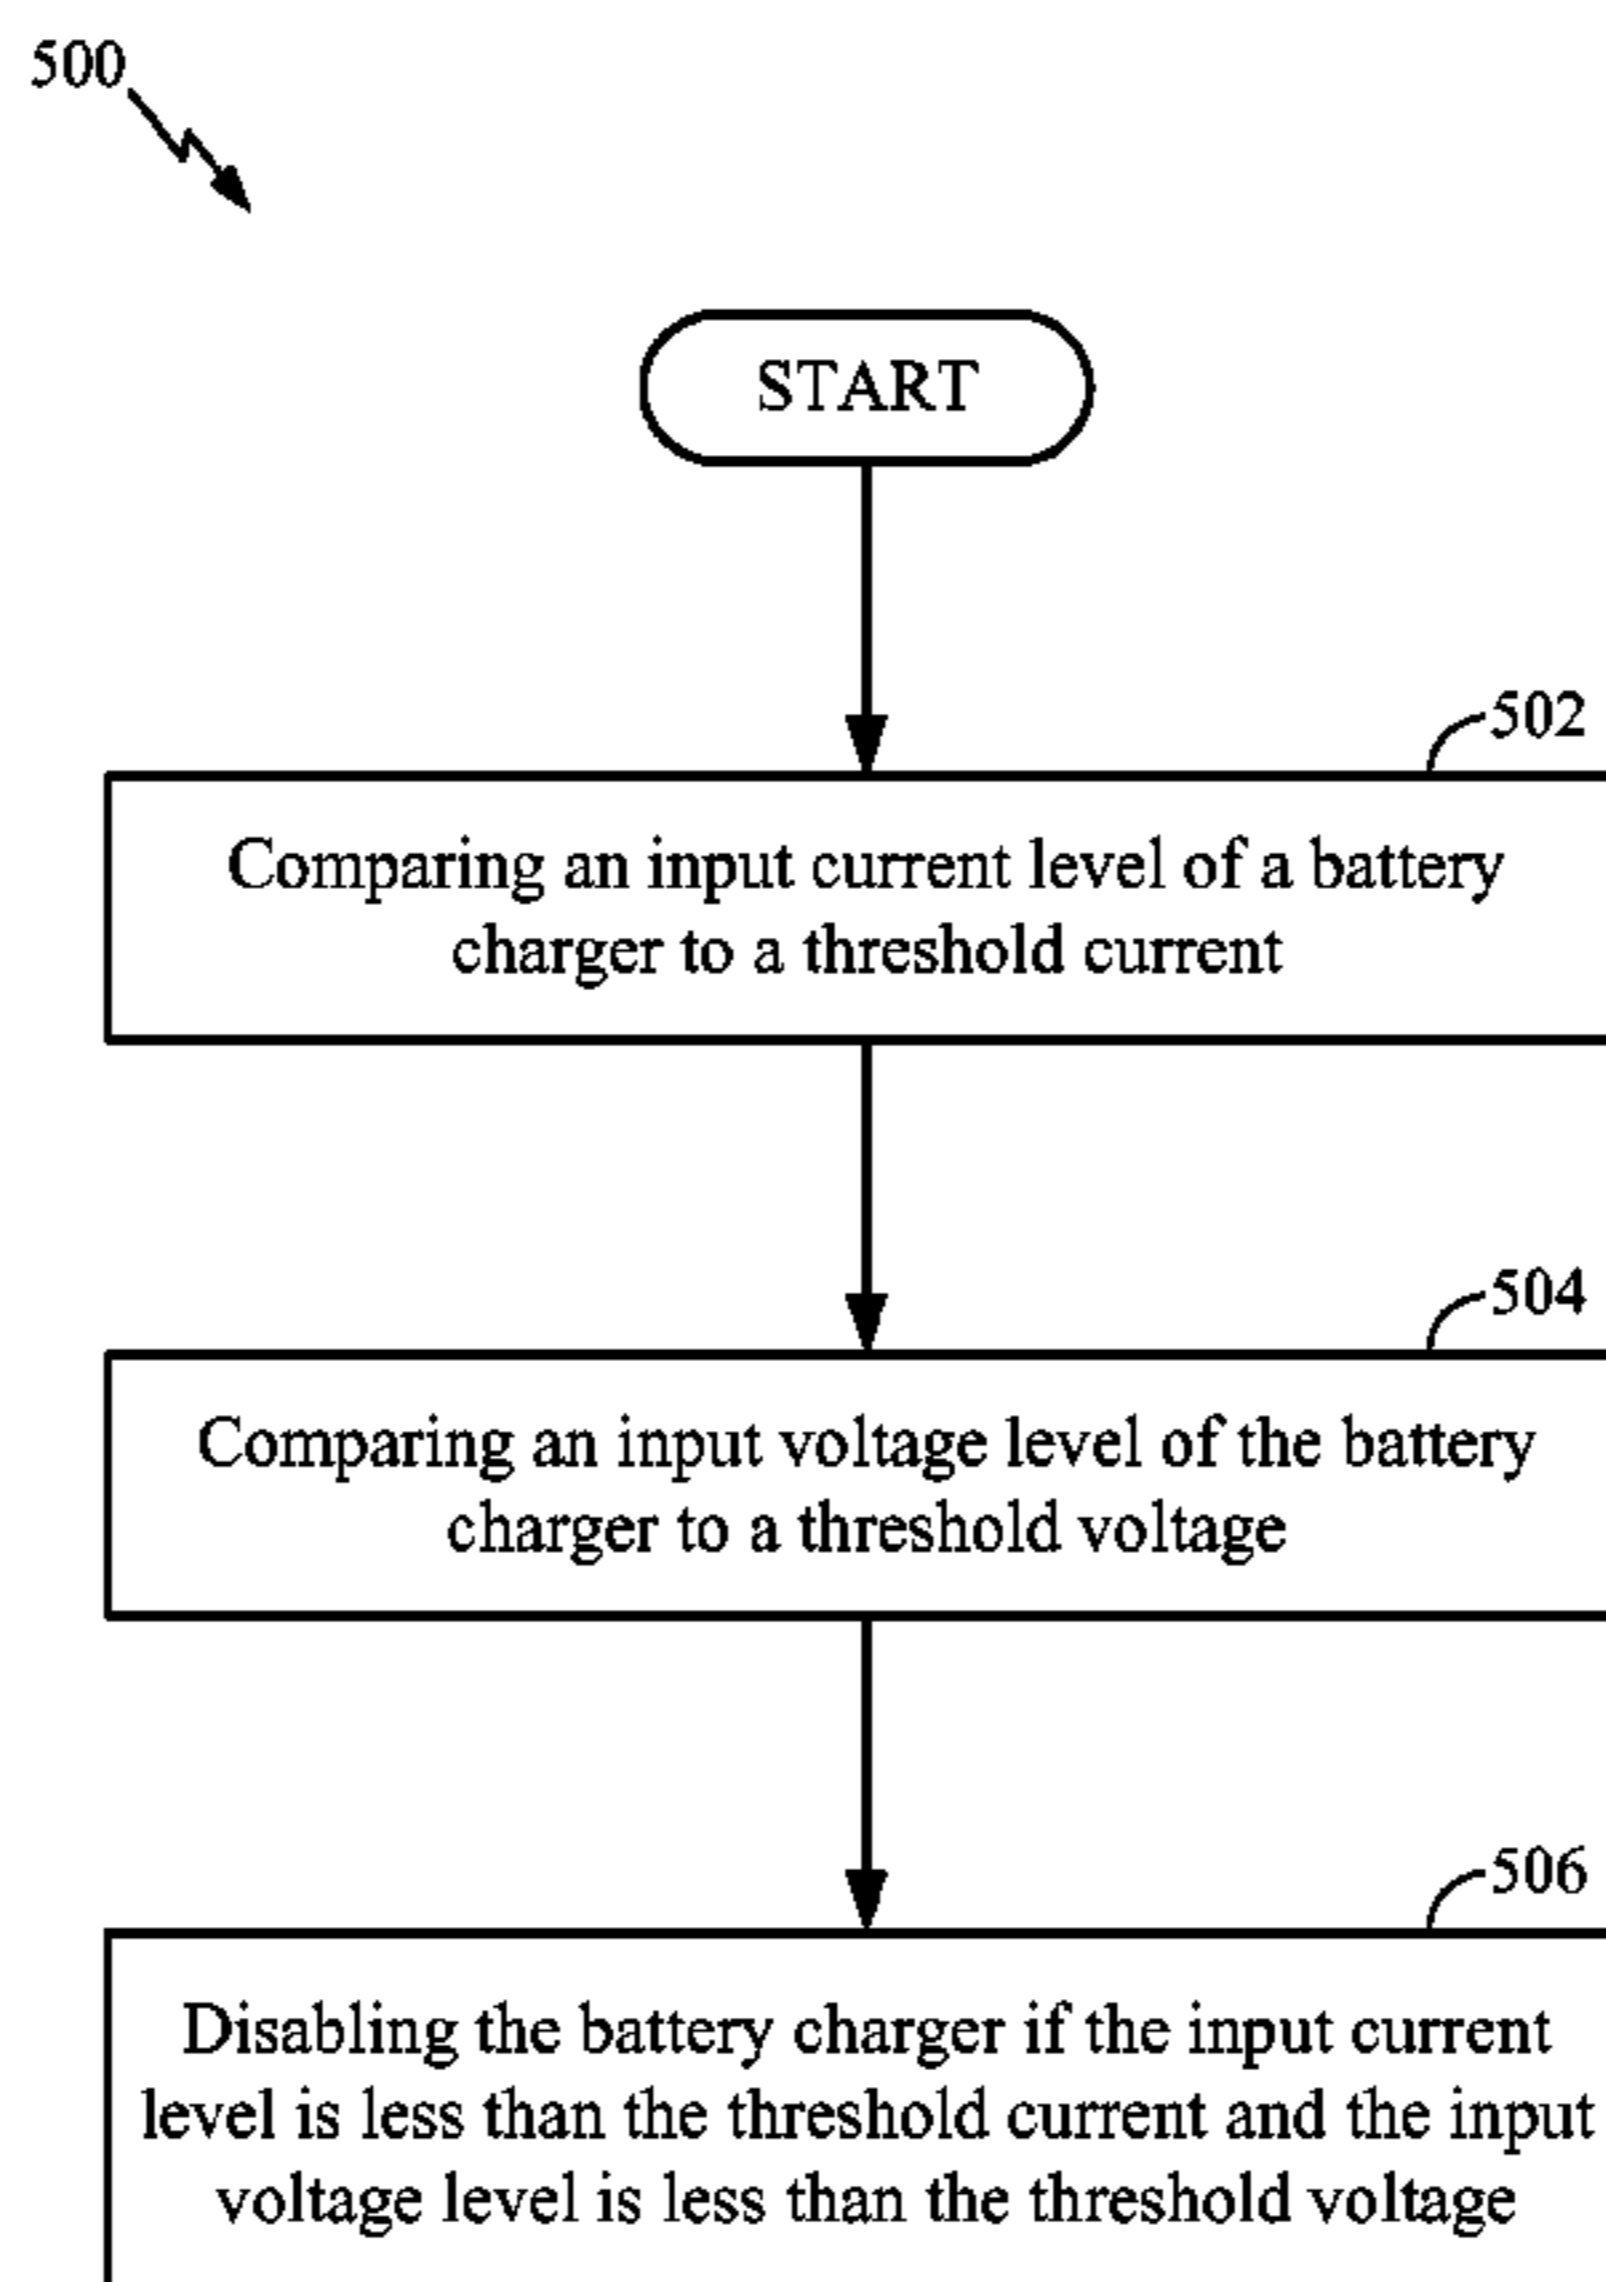 500
START
502
Comparing an input current level of a battery
charger to a threshold current
504
Comparing an input voltage level of the battery
charger to a threshold voltage
506
Disabling the battery charger if the input current
level is less than the threshold current and the input
voltage level is less than the threshold voltage